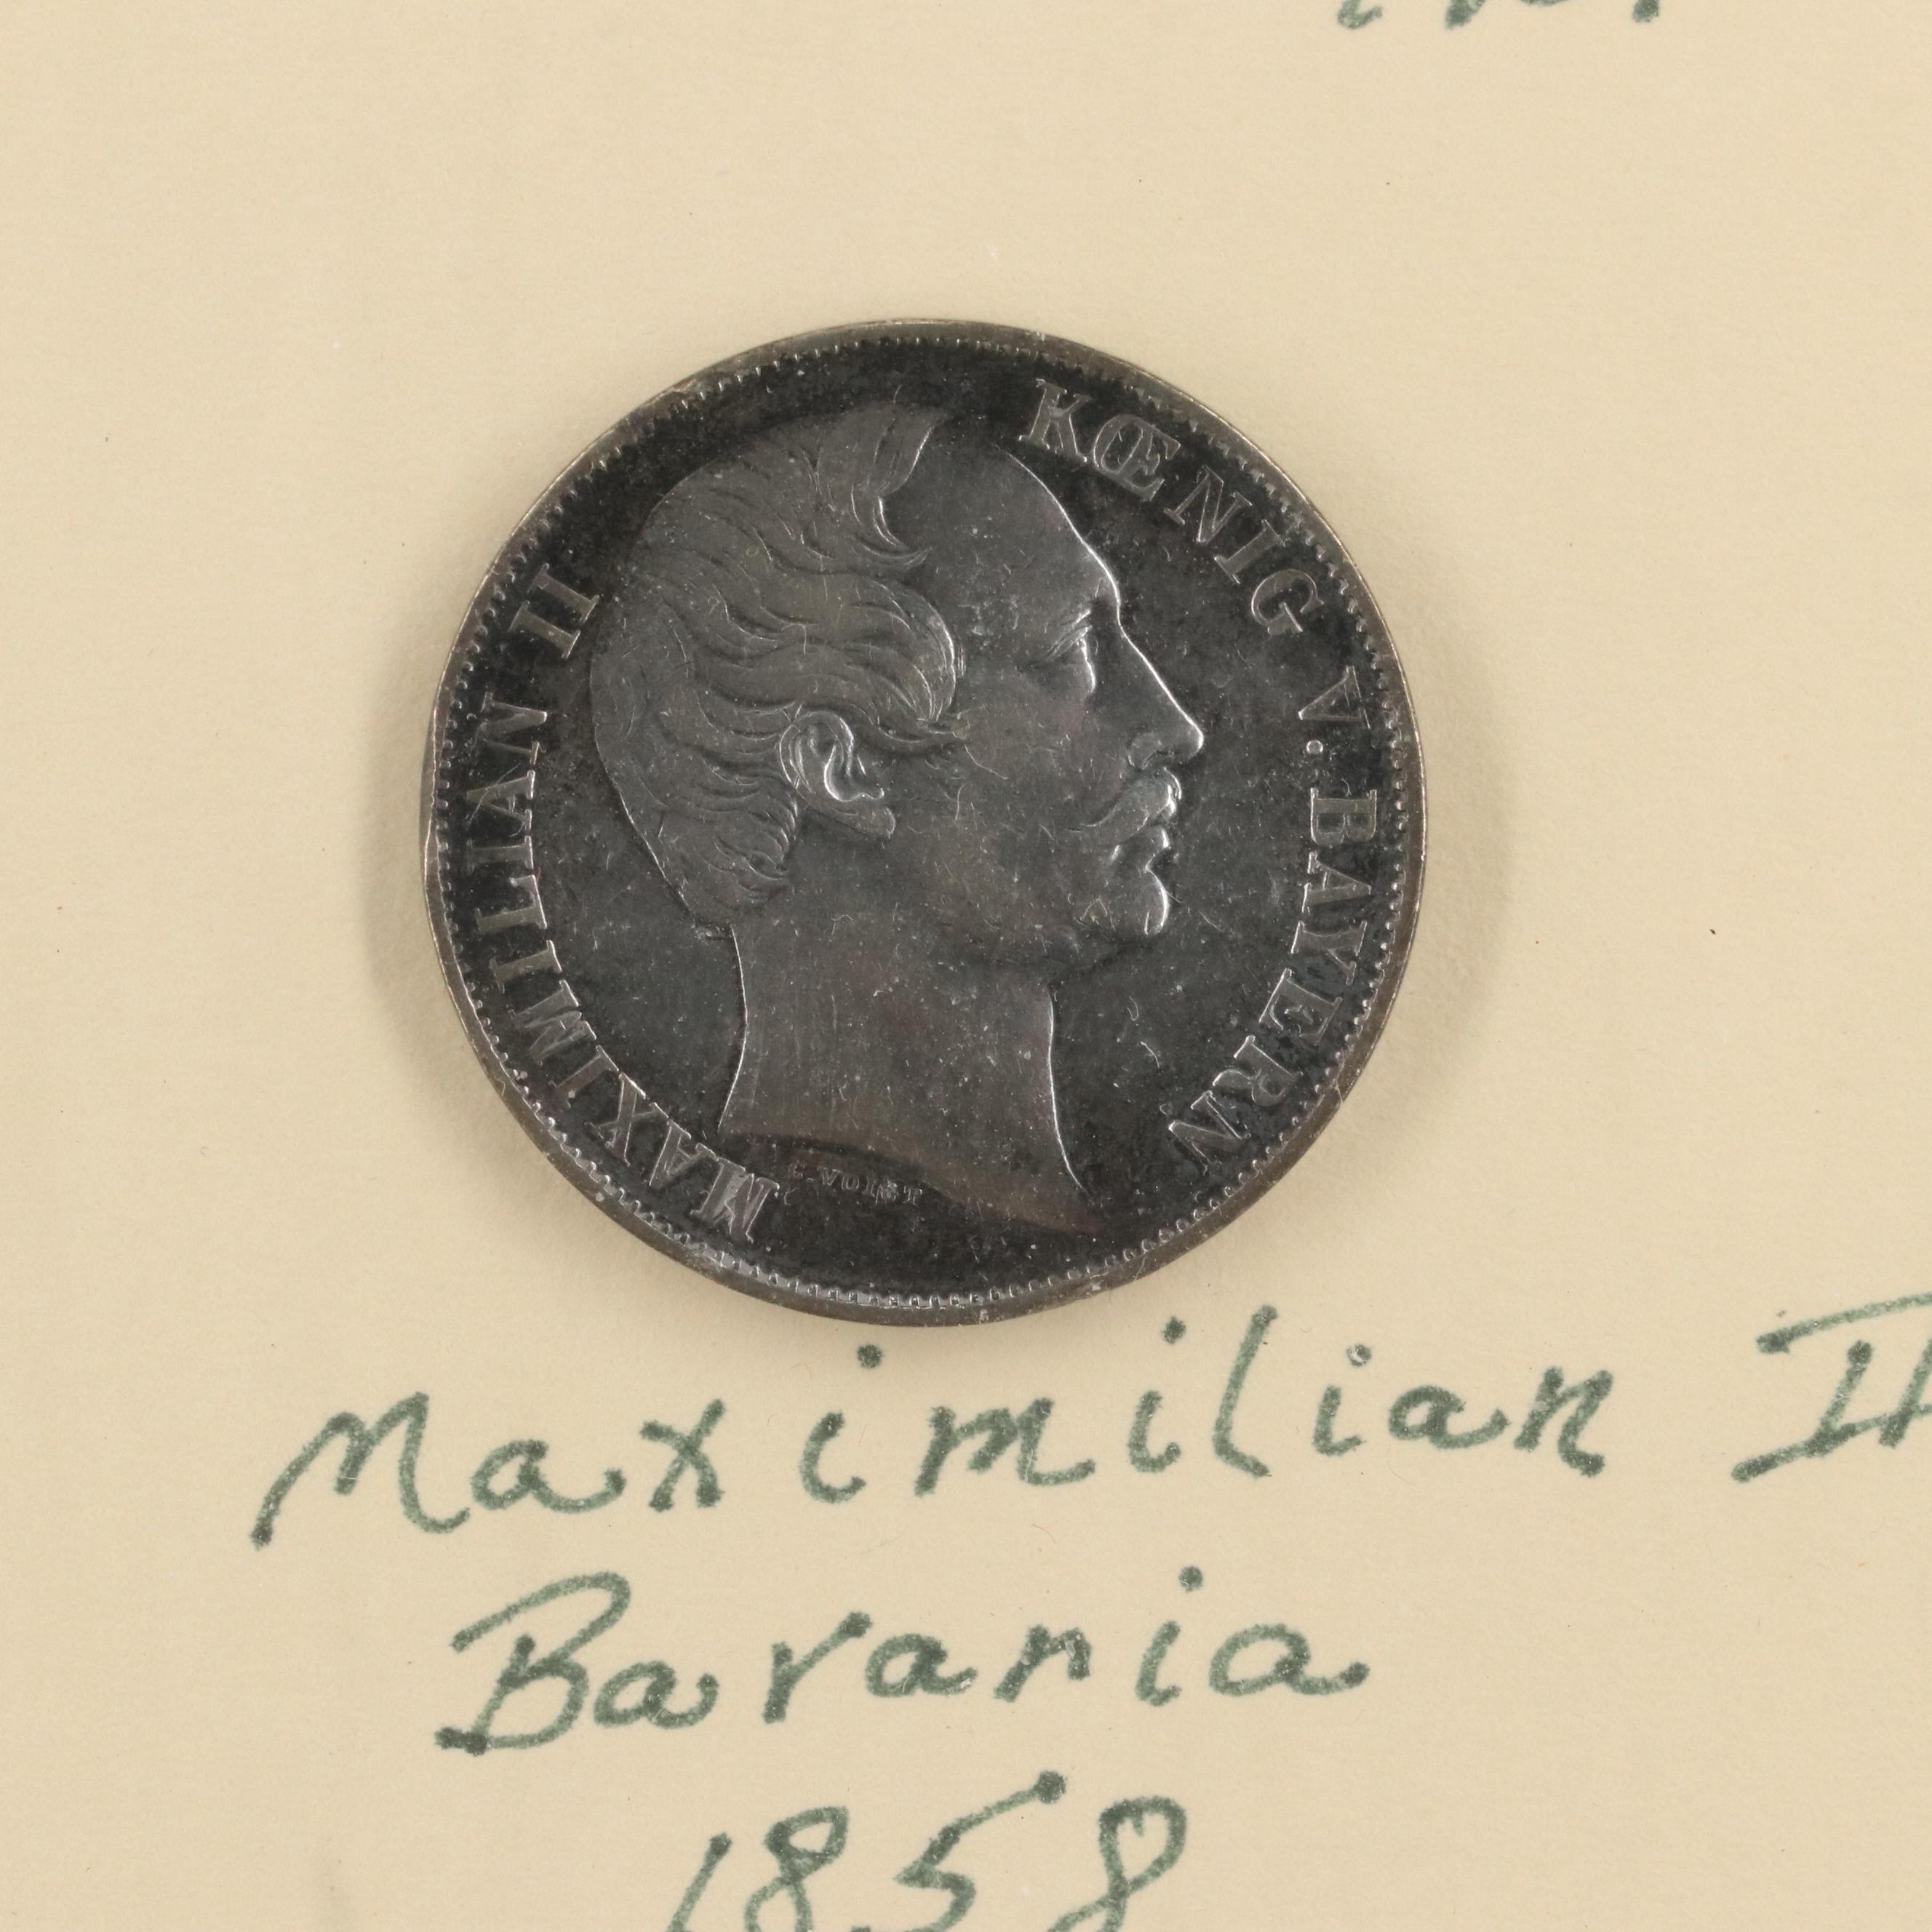 MAXIMILIAN II
KŒNIG V. BAYERN
C. VOIGT
Maximilian II
Bavaria
1858